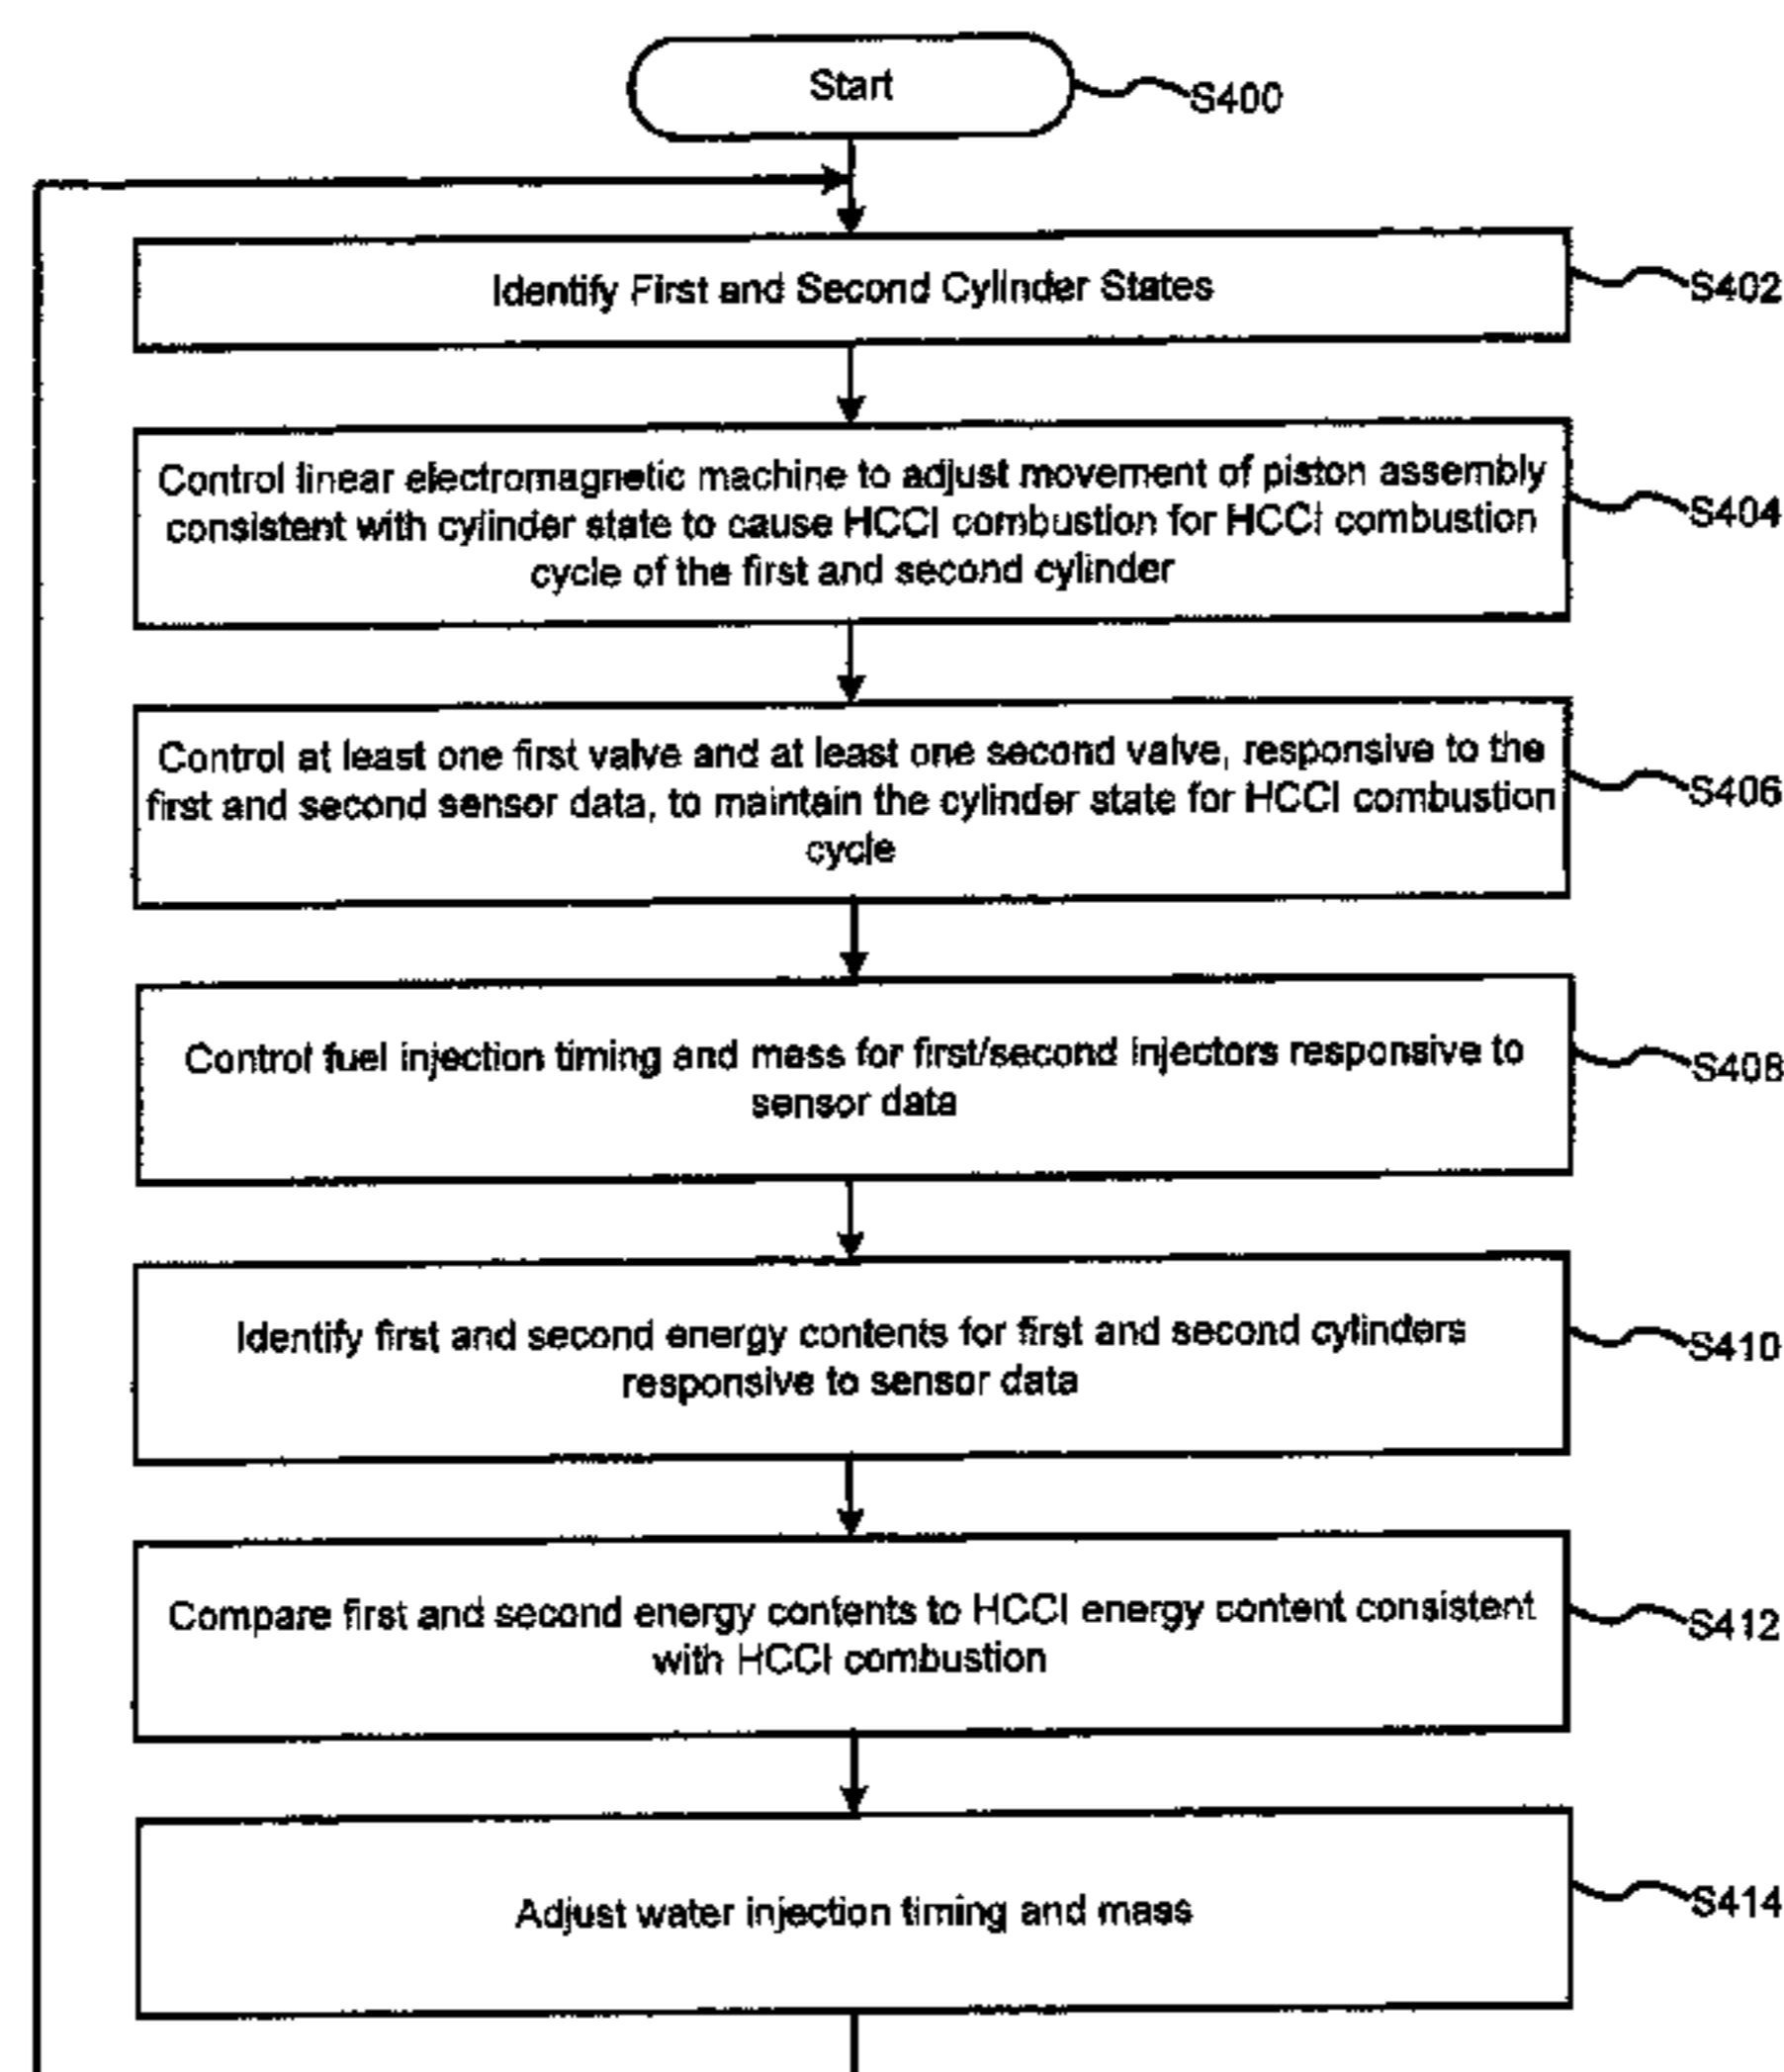 Start
S400
Identify First and Second Cylinder States
S402
Control linear electromagnetic machine to adjust movement of piston assembly
consistent with cylinder state to cause HCCI combustion for HCCI combustion
cycle of the first and second cylinder
S404
Control at least one first valve and at least one second valve, responsive to the
first and second sensor data, to maintain the cylinder state for HCCI combustion
cycle
S406
Control fuel injection timing and mass for first/second injectors responsive to
sensor data
S408
Identify first and second energy contents for first and second cylinders
responsive to sensor data
S410
Compare first and second energy contents to HCCI energy content consistent
with HCCI combustion
S412
Adjust water injection timing and mass
S414